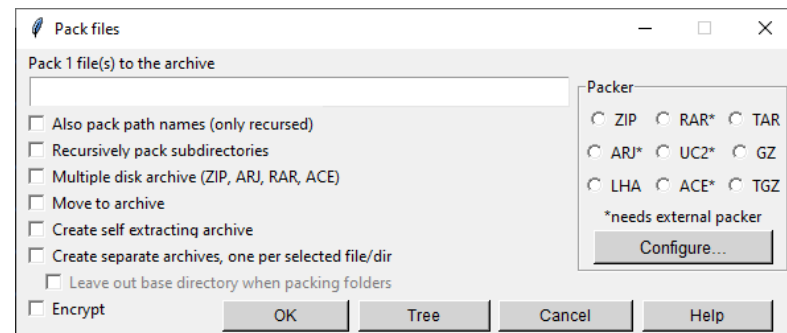 Pack files
Pack 1 file(s) to the archive
Packer
ZIP RAR* TAR
ARJ* UC2* GZ
LHA ACE* TGZ
*needs external packer
Configure...
Also pack path names (only recursed)
Recursively pack subdirectories
Multiple disk archive (ZIP, ARJ, RAR, ACE)
Move to archive
Create self extracting archive
Create separate archives, one per selected file/dir
Leave out base directory when packing folders
Encrypt
OK Tree Cancel Help